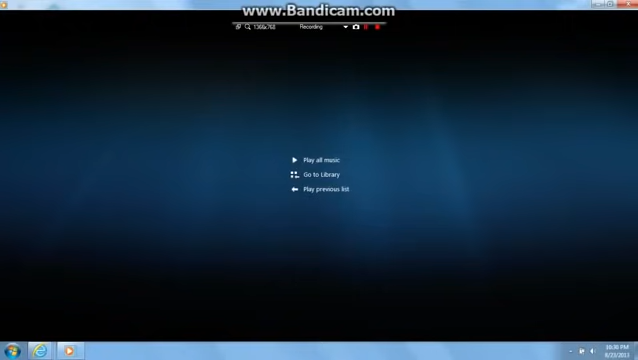 www.Bandicam.com
1366x768 Recording
Play all music
Go to Library
Play previous list
10:20 PM
8/23/2013